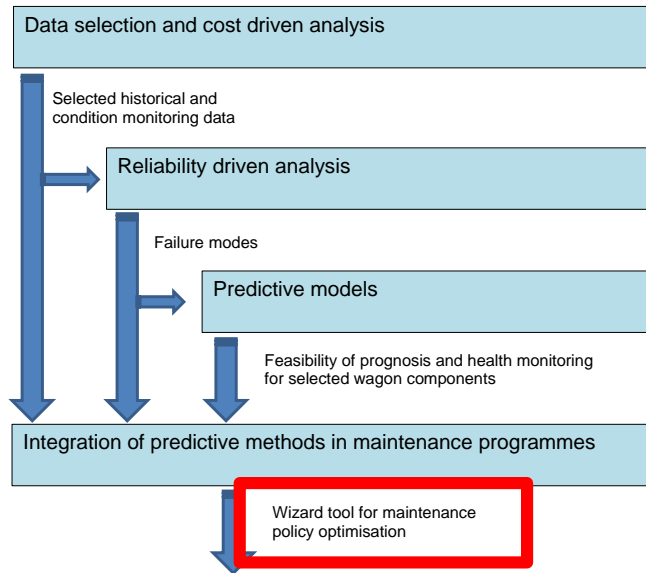 Data selection and cost driven analysis
Selected historical and
condition monitoring data
Reliability driven analysis
Failure modes
Predictive models
Feasibility of prognosis and health monitoring
for selected wagon components
Integration of predictive methods in maintenance programmes
Wizard tool for maintenance
policy optimisation